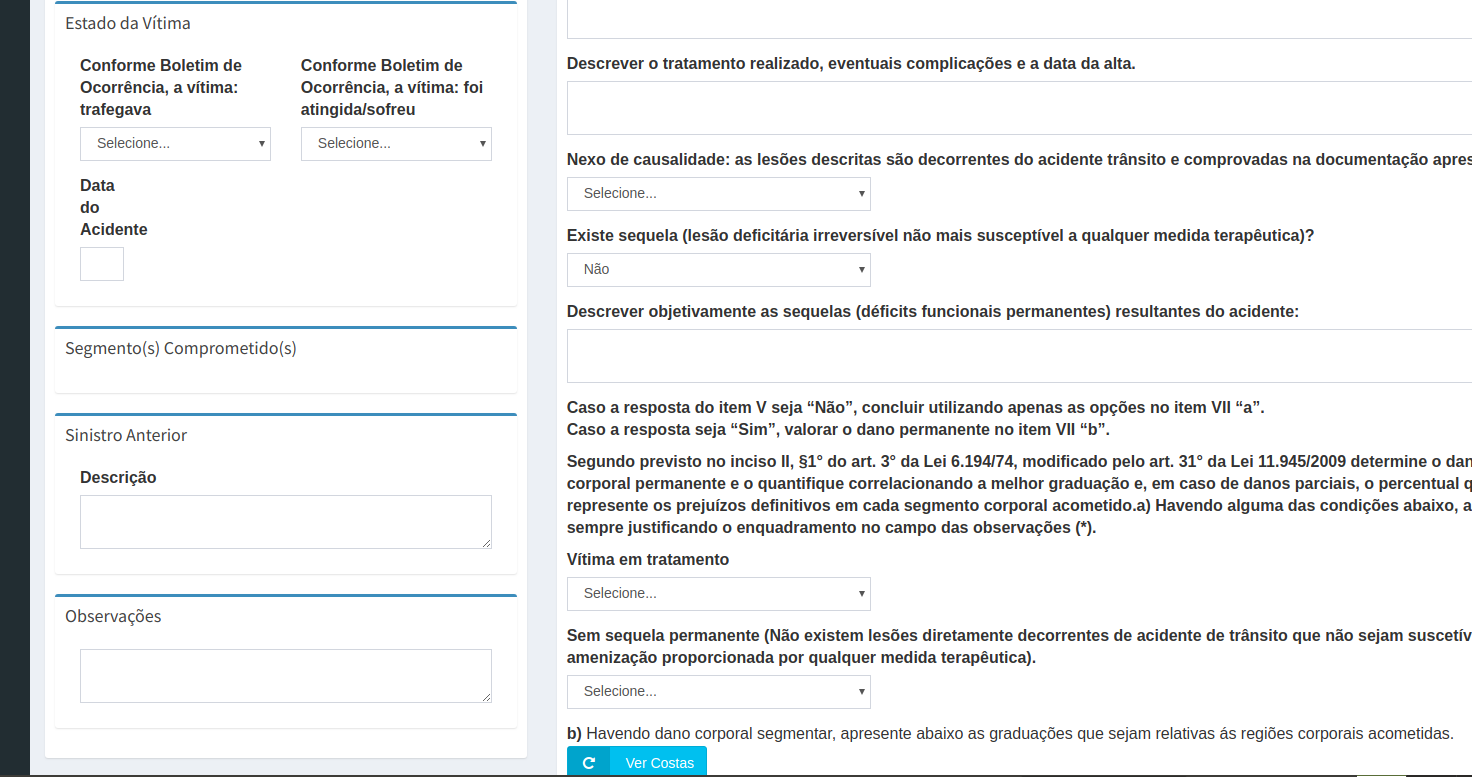 Estado da Vítima
Conforme Boletim de
Ocorrência, a vítima:
trafegava
Selecione...
Conforme Boletim de
Ocorrência, a vítima: foi
atingida/sofreu
Selecione...
Data
do
Acidente
Segmento(s) Comprometido(s)
Sinistro Anterior
Descrição
Observações
Descrever o tratamento realizado, eventuais complicações e a data da alta.
Nexo de causalidade: as lesões descritas são decorrentes do acidente trânsito e comprovadas na documentação apres
Selecione...
Existe sequela (lesão deficitária irreversível não mais susceptível a qualquer medida terapêutica)?
Não
Descrever objetivamente as sequelas (déficits funcionais permanentes) resultantes do acidente:
Caso a resposta do item V seja “Não”, concluir utilizando apenas as opções no item VII “a”.
Caso a resposta seja “Sim”, valorar o dano permanente no item VII “b”.
Segundo previsto no inciso II, §1° do art. 3° da Lei 6.194/74, modificado pelo art. 31° da Lei 11.945/2009 determine o dan
corporal permanente e o quantifique correlacionando a melhor graduação e, em caso de danos parciais, o percentual q
represente os prejuízos definitivos em cada segmento corporal acometido.a) Havendo alguma das condições abaixo, a
sempre justificando o enquadramento no campo das observações (*).
Vítima em tratamento
Selecione...
Sem sequela permanente (Não existem lesões diretamente decorrentes de acidente de trânsito que não sejam suscetív
amenização proporcionada por qualquer medida terapêutica).
Selecione...
b) Havendo dano corporal segmentar, apresente abaixo as graduações que sejam relativas ás regiões corporais acometidas.
Ver Costas